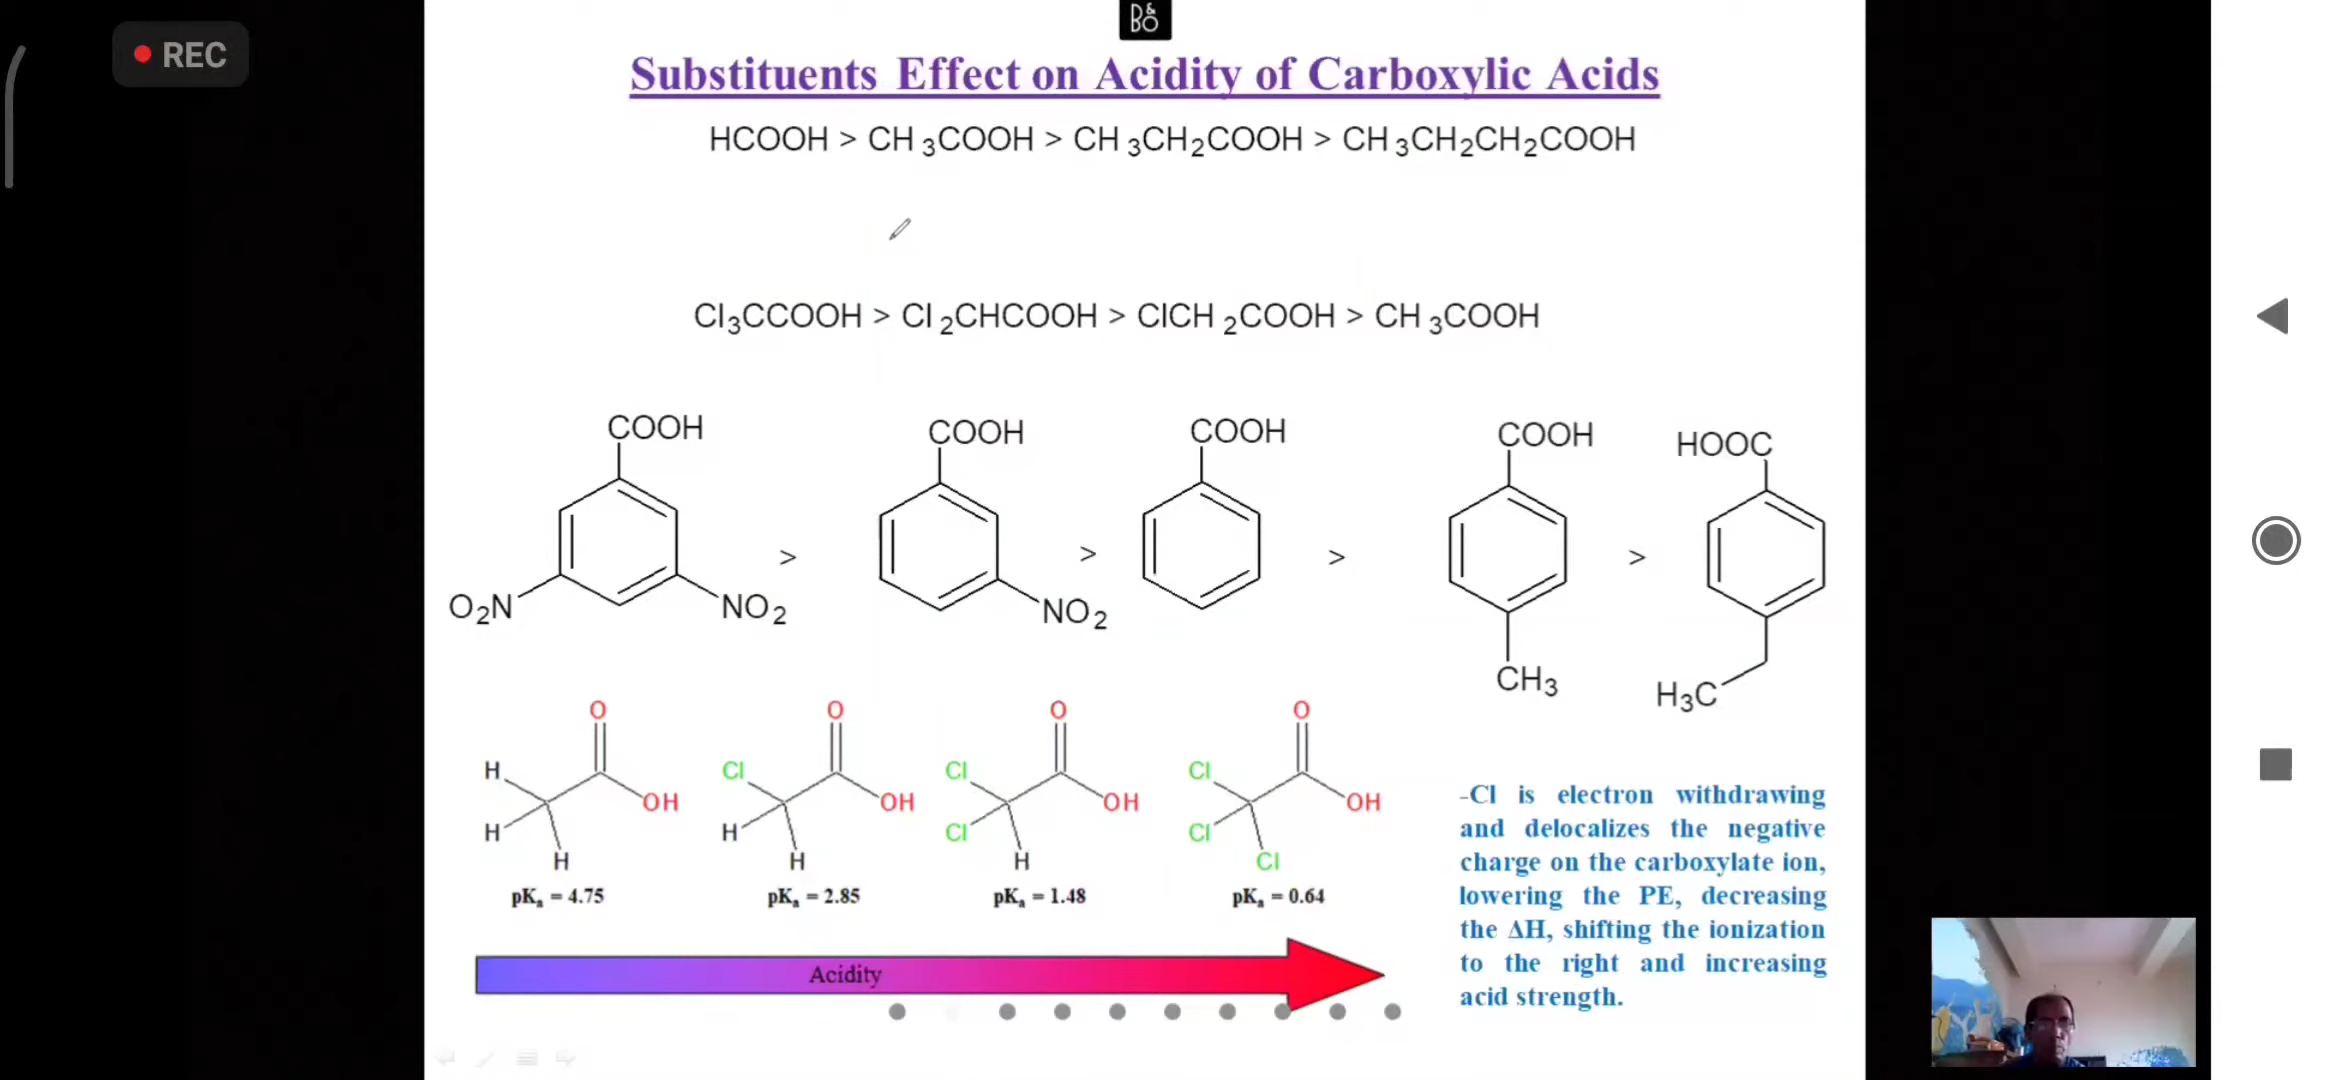 B&O
REC
Substituents Effect on Acidity of Carboxylic Acids
HCOOH > CH3COOH > CH3CH2COOH > CH3CH2CH2COOH
Cl3CCOOH > Cl2CHCOOH > ClCH2COOH > CH3COOH
COOH COOH COOH COOH HOOC
> > > >
O2N NO2 NO2
CH3 H3C
O O O O
H Cl Cl Cl
OH OH OH OH
H H Cl Cl
H H H Cl
pKa = 4.75 pKa = 2.85 pKa = 1.48 pKa = 0.64
Acidity
-Cl is electron withdrawing
and delocalizes the negative
charge on the carboxylate ion,
lowering the PE, decreasing
the ΔH, shifting the ionization
to the right and increasing
acid strength.